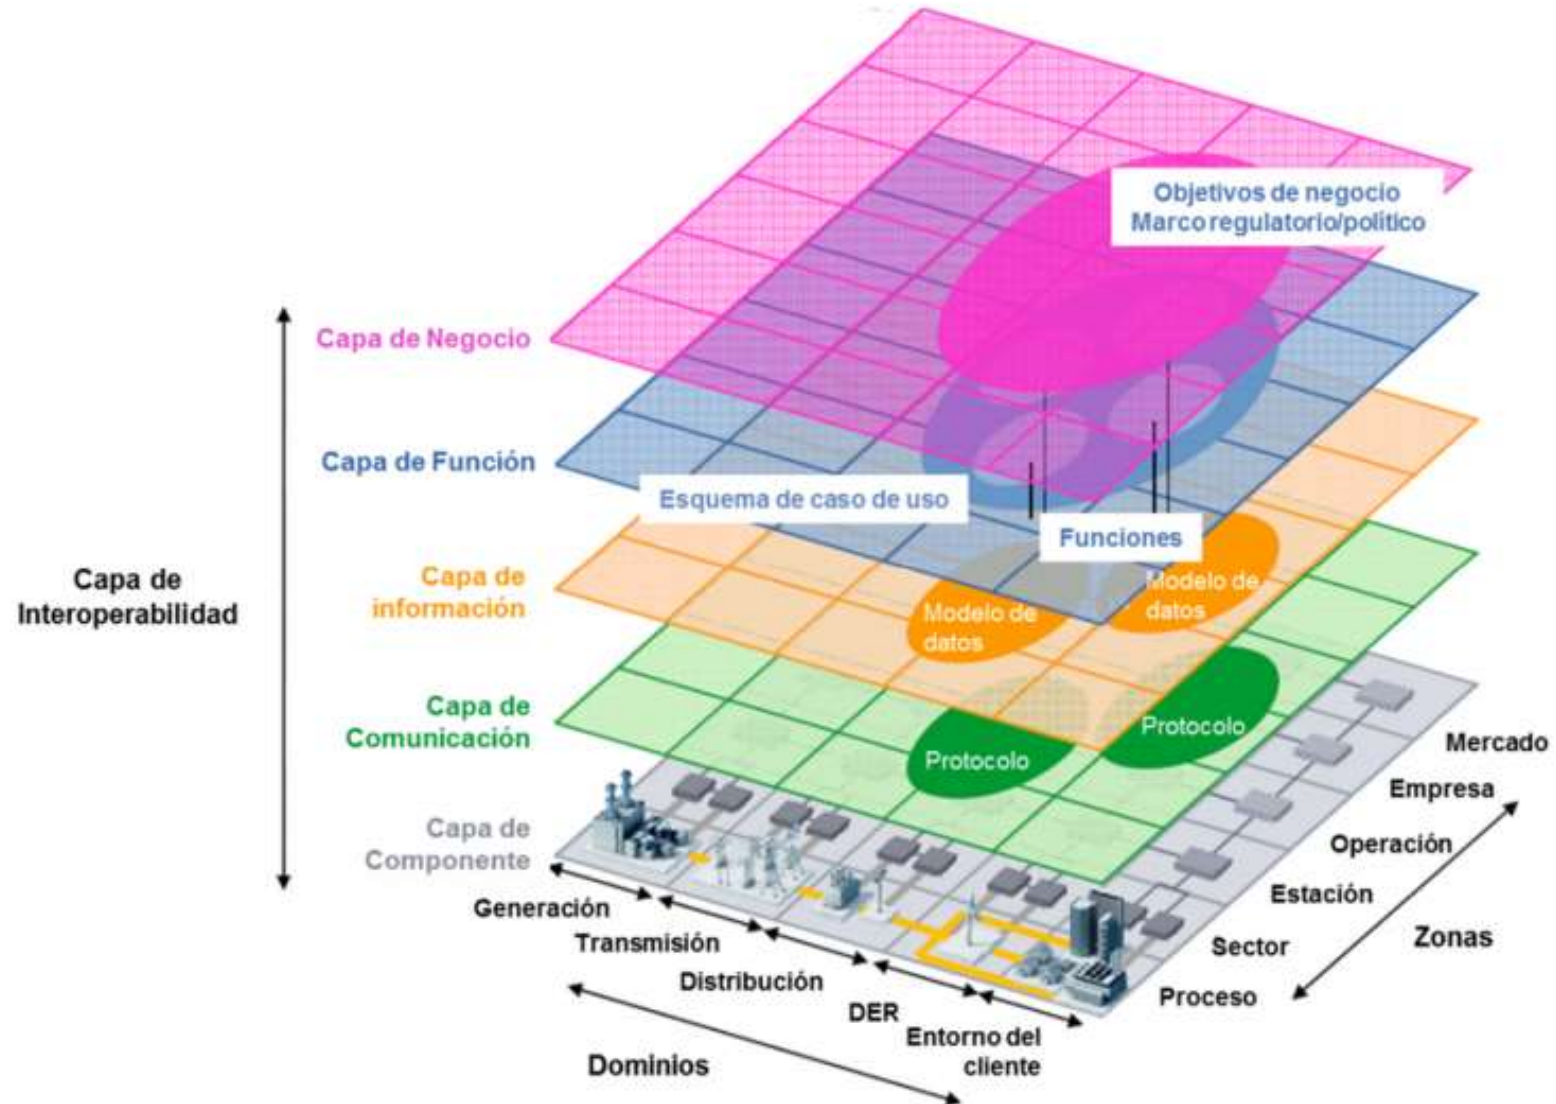 Objetivos de negocio
Marco regulatorio/político
Capa de Negocio
Capa de Función
Esquema de caso de uso
Funciones
Capa de
Interoperabilidad
Capa de
información
Modelo de
datos
Modelo de
datos
Capa de
Comunicación
Protocolo
Protocolo
Capa de
Componente
Mercado
Empresa
Operación
Estación
Sector
Proceso
Zonas
Generación
Transmisión
Distribución
DER
Entorno del
cliente
Dominios